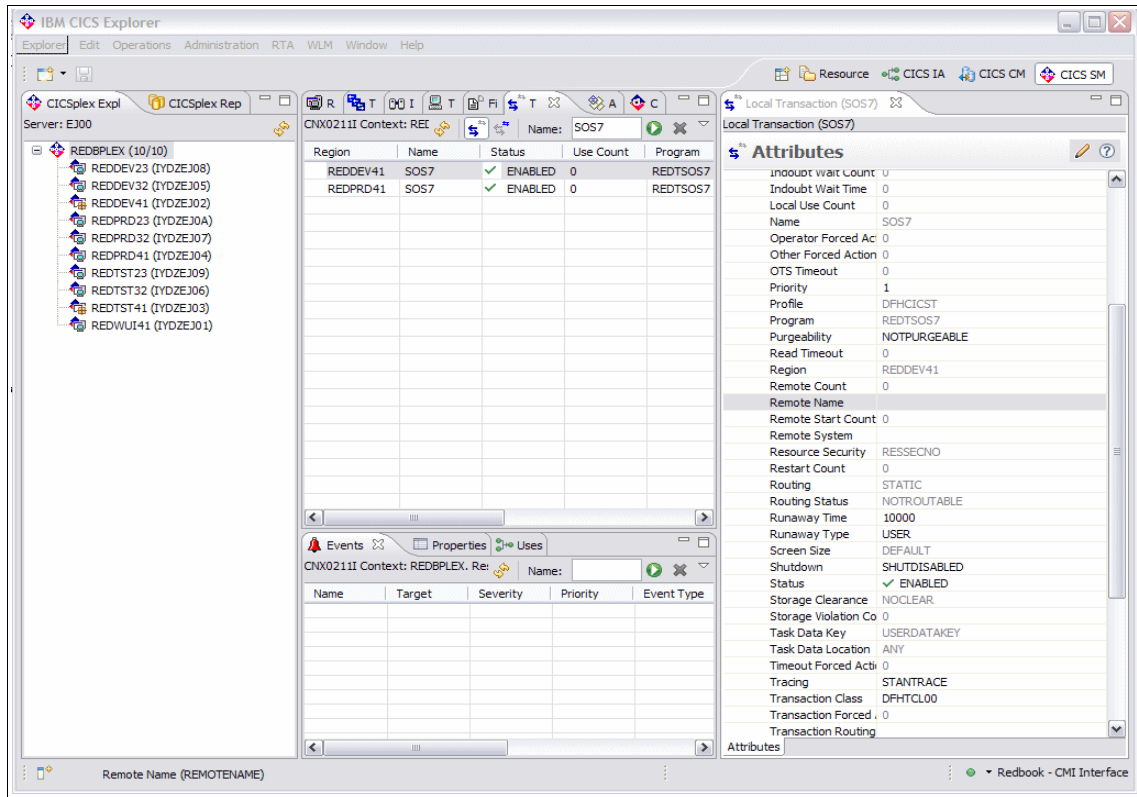 IBM CICS Explorer
Explorer Edit Operations Administration RTA WLM Window Help
Resource CICS IA CICS CM CICS SM
CICSplex Expl CICSplex Rep
Server: EJ00
REDBPLEX (10/10)
REDDEV23 (IYDZEJ08)
REDDEV32 (IYDZEJ05)
REDDEV41 (IYDZEJ02)
REDPRD23 (IYDZEJ0A)
REDPRD32 (IYDZEJ07)
REDPRD41 (IYDZEJ04)
REDTST23 (IYDZEJ09)
REDTST32 (IYDZEJ06)
REDTST41 (IYDZEJ03)
REDWUI41 (IYDZEJ01)
R T I T Fi T A C
CNX0211I Context: REI Name: SOS7
Region Name Status Use Count Program
REDDEV41 SOS7 ENABLED 0 REDTSOS7
REDPRD41 SOS7 ENABLED 0 REDTSOS7
Events Properties Uses
CNX0211I Context: REDBPLEX. Re: Name:
Name Target Severity Priority Event Type
Local Transaction (SOS7)
Local Transaction (SOS7)
Attributes
Indoubt Wait Count 0
Indoubt Wait Time 0
Local Use Count 0
Name SOS7
Operator Forced Ac 0
Other Forced Action 0
OTS Timeout 0
Priority 1
Profile DFHCICST
Program REDTSOS7
Purgeability NOTPURGEABLE
Read Timeout 0
Region REDDEV41
Remote Count 0
Remote Name
Remote Start Count 0
Remote System
Resource Security RESSECNO
Restart Count 0
Routing STATIC
Routing Status NOTROUTABLE
Runaway Time 10000
Runaway Type USER
Screen Size DEFAULT
Shutdown SHUTDISABLED
Status ENABLED
Storage Clearance NOCLEAR
Storage Violation Co 0
Task Data Key USERDATAKEY
Task Data Location ANY
Timeout Forced Acti 0
Tracing STANTRACE
Transaction Class DFHTCL00
Transaction Forced 0
Transaction Routing
Attributes
Remote Name (REMOTENAME)
Redbook - CMI Interface